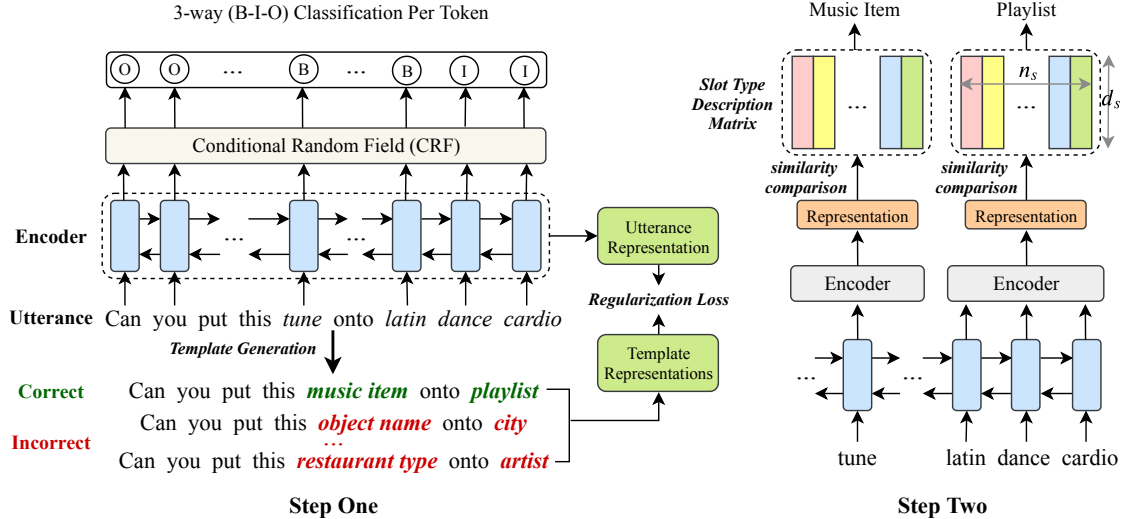 3-way (B-I-O) Classification Per Token
O O ... B ... B I I
Conditional Random Field (CRF)
Encoder
... ...
Utterance
Can you put this tune onto latin dance cardio
Template Generation
Correct
Can you put this music item onto playlist
Incorrect
Can you put this object name onto city
...
Can you put this restaurant type onto artist
Utterance
Representation
Regularization Loss
Template
Representations
Step One
Music Item
Playlist
Slot Type
Description
Matrix
...
...
n_s
d_s
similarity
comparison
similarity
comparison
Representation
Representation
Encoder
Encoder
... ...
tune
latin dance cardio
Step Two